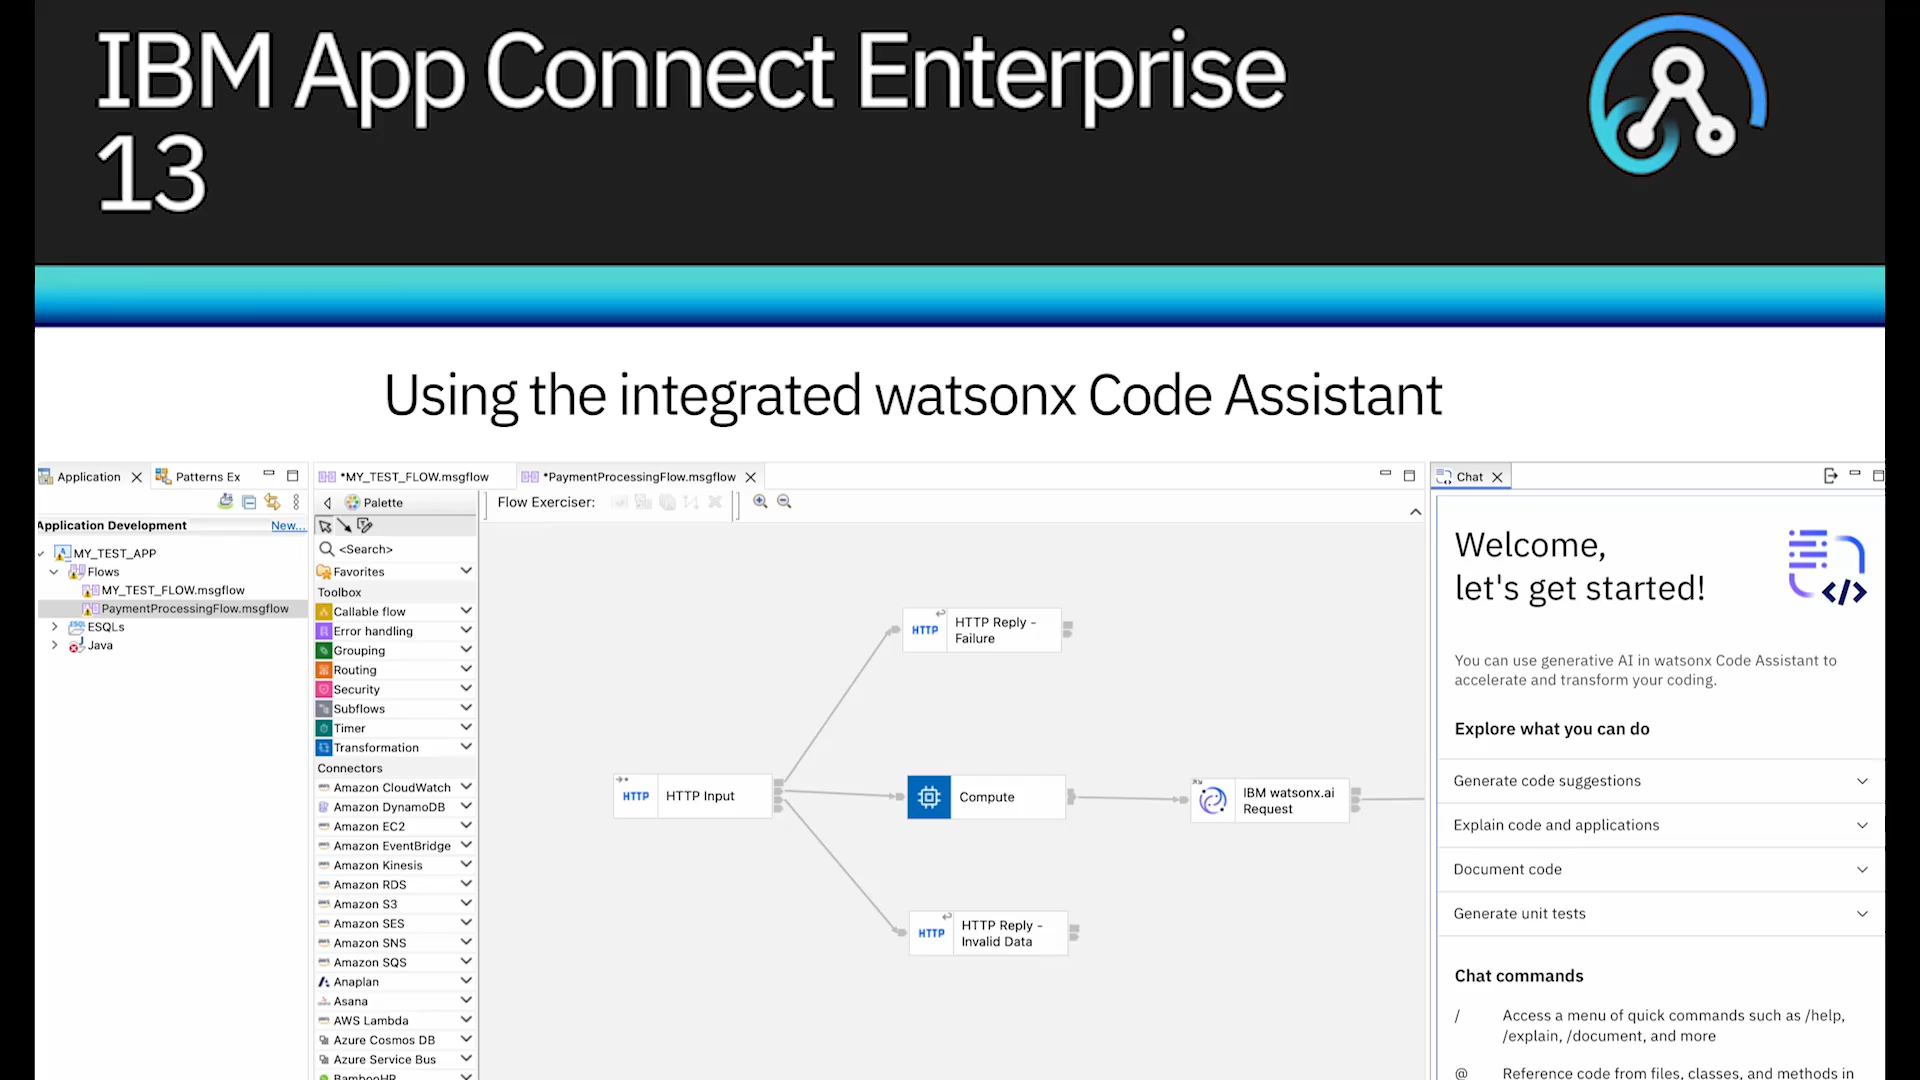 IBM App Connect Enterprise
13
Using the integrated watsonx Code Assistant
Application
Patterns Ex
Application Development
New...
MY_TEST_APP
Flows
MY_TEST_FLOW.msgflow
PaymentProcessingFlow.msgflow
ESQLs
Java
*MY_TEST_FLOW.msgflow
*PaymentProcessingFlow.msgflow
Palette
Flow Exerciser:
<Search>
Favorites
Toolbox
Callable flow
Error handling
Grouping
Routing
Security
Subflows
Timer
Transformation
Connectors
Amazon CloudWatch
Amazon DynamoDB
Amazon EC2
Amazon EventBridge
Amazon Kinesis
Amazon RDS
Amazon S3
Amazon SES
Amazon SNS
Amazon SQS
Anaplan
Asana
AWS Lambda
Azure Cosmos DB
Azure Service Bus
BambooHR
HTTP
HTTP Reply -
Failure
HTTP
HTTP Input
Compute
IBM watsonx.ai
Request
HTTP
HTTP Reply -
Invalid Data
Chat
Welcome,
let's get started!
You can use generative AI in watsonx Code Assistant to
accelerate and transform your coding.
Explore what you can do
Generate code suggestions
Explain code and applications
Document code
Generate unit tests
Chat commands
/ Access a menu of quick commands such as /help,
/explain, /document, and more
@ Reference code from files, classes, and methods in